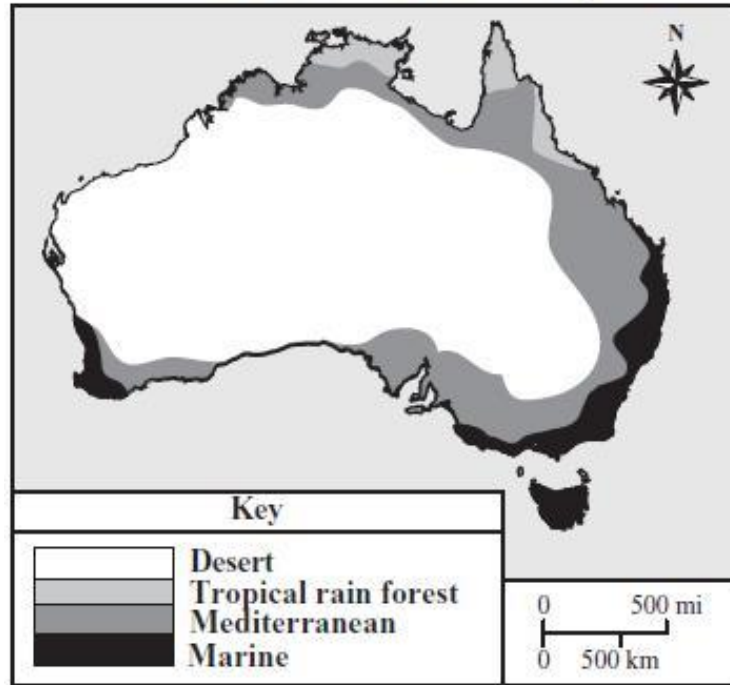 N
Key
Desert
Tropical rain forest
Mediterranean
Marine
0 500 mi
0 500 km